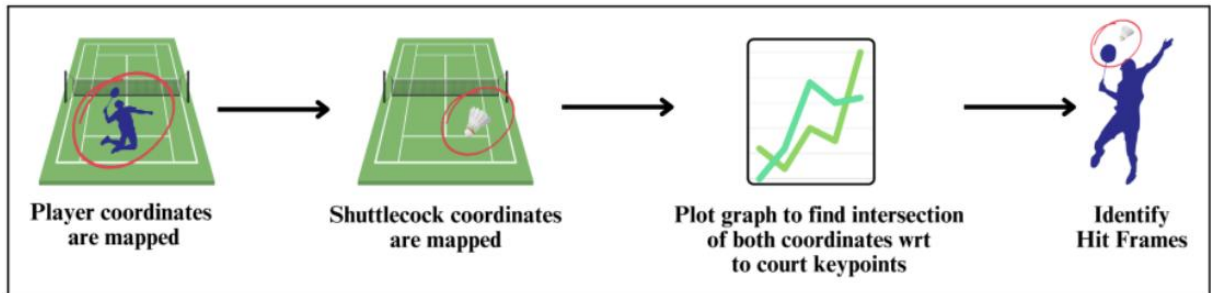 Player coordinates
are mapped
Shuttlecock coordinates
are mapped
Plot graph to find intersection
of both coordinates wrt
to court keypoints
Identify
Hit Frames